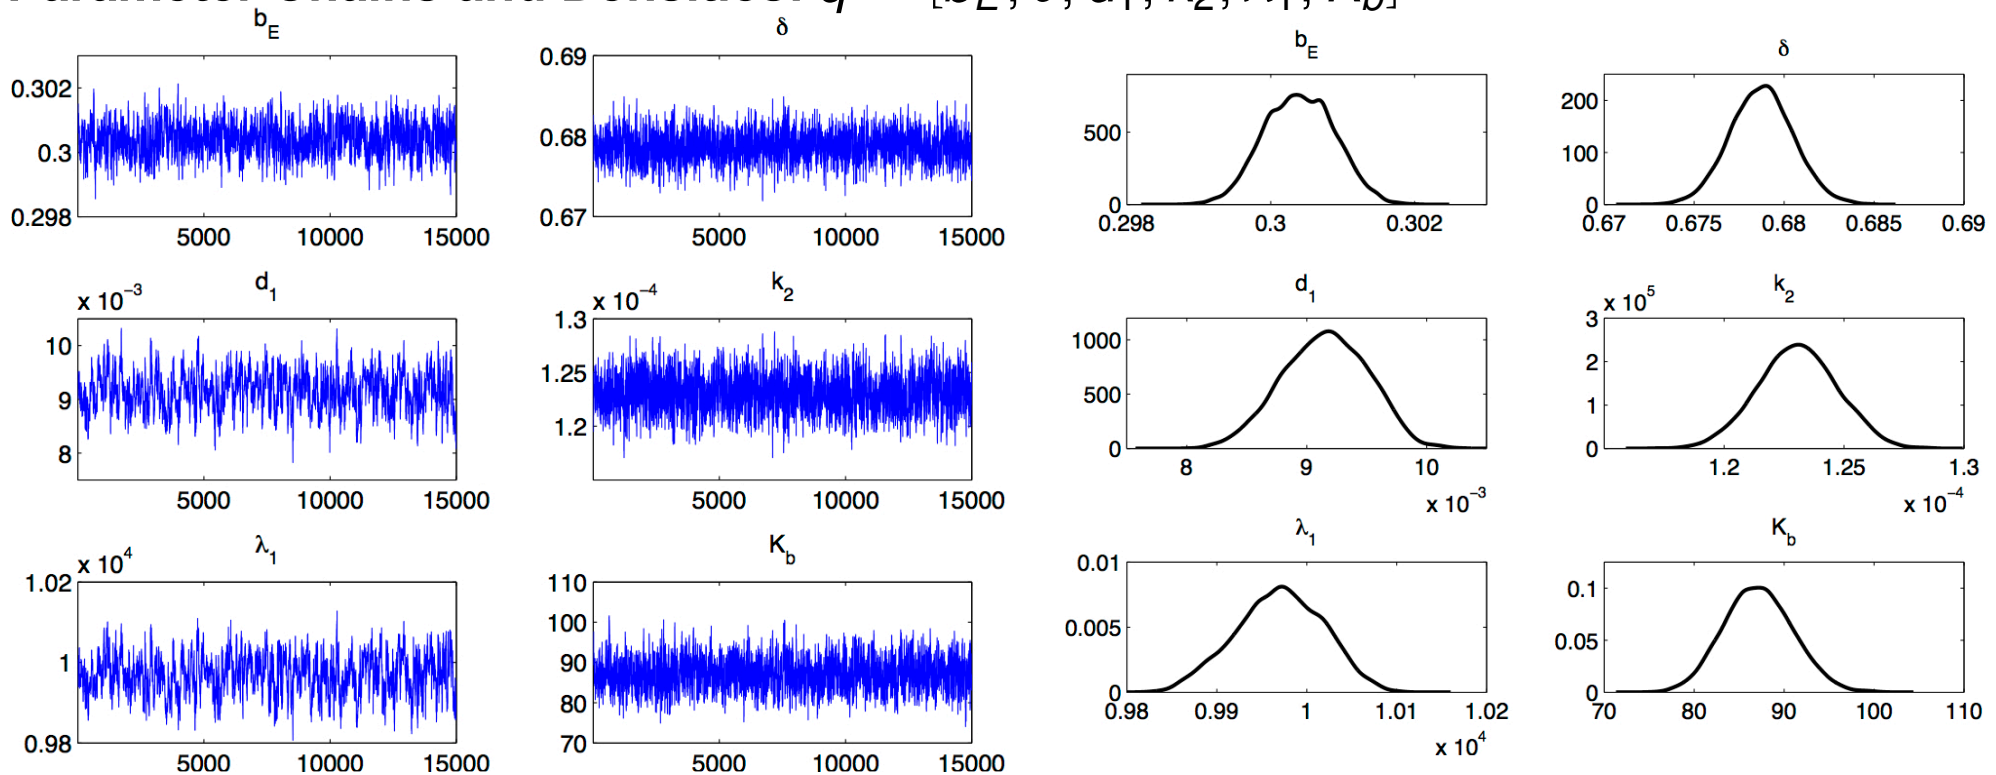 b_E δ
0.302 0.3 0.298 5000 10000 15000
0.69 0.68 0.67 5000 10000 15000
d_1 k_2
x 10^−3 10 9 8 5000 10000 15000
x 10^−4 1.3 1.25 1.2 5000 10000 15000
λ_1 K_b
x 10^4 1.02 1 0.98 5000 10000 15000
110 100 90 80 70 5000 10000 15000
b_E δ
500 0 0.298 0.3 0.302
200 100 0 0.67 0.675 0.68 0.685 0.69
d_1 k_2
1000 500 0 8 9 10 x 10^−3
x 10^5 3 2 1 0 1.2 1.25 1.3 x 10^−4
λ_1 K_b
0.01 0.005 0 0.98 0.99 1 1.01 1.02 x 10^4
0.1 0.05 0 70 80 90 100 110